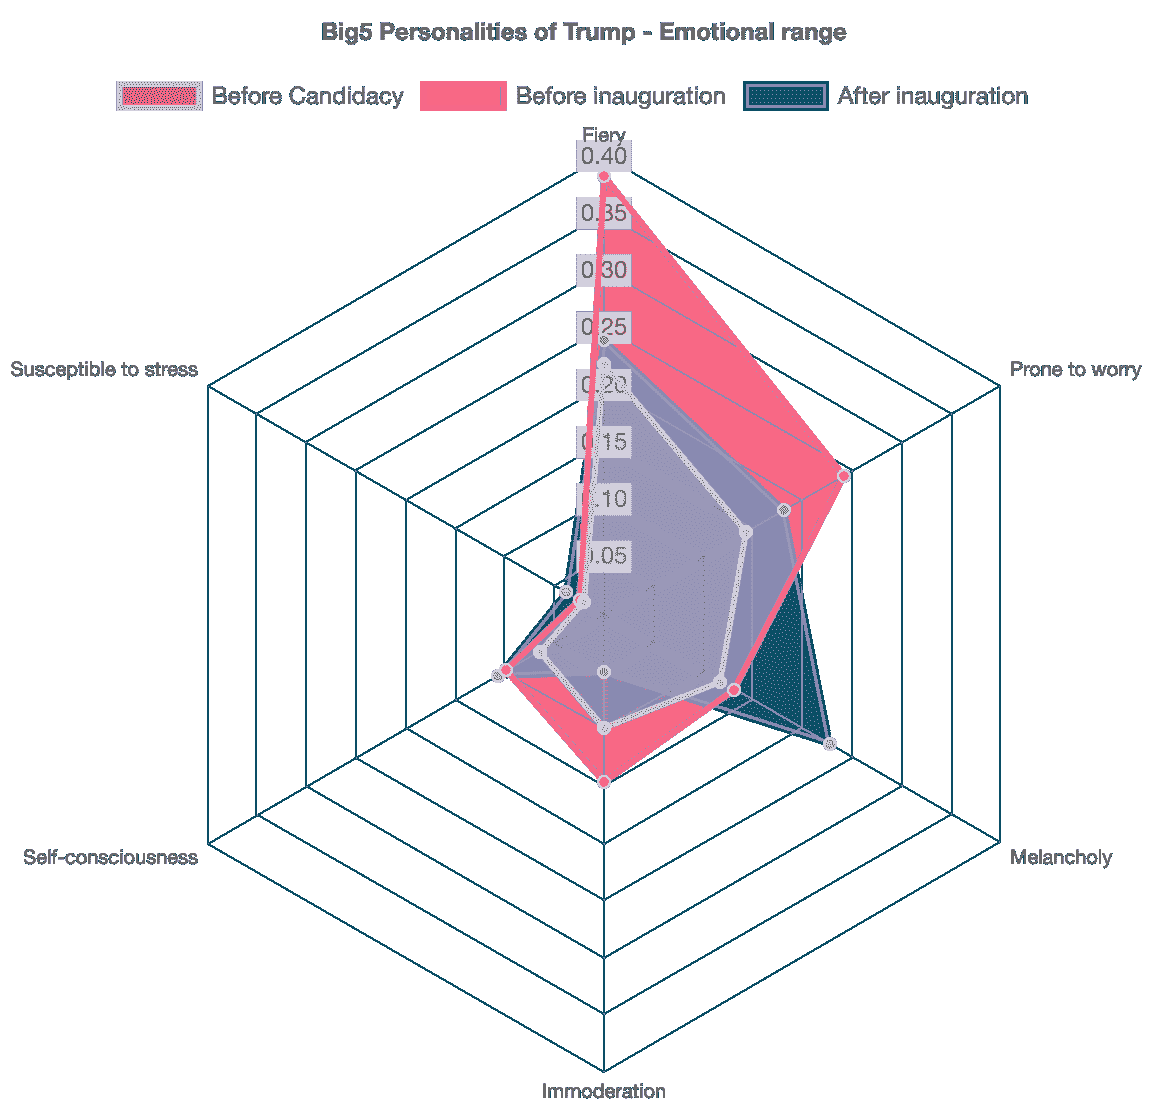 Big5 Personalities of Trump - Emotional range
Before Candidacy Before inauguration After inauguration
Fiery
0.40
0.35
0.30
0.25
Susceptible to stress Prone to worry
0.20
0.15
0.10
0.05
Self-consciousness Melancholy
Immoderation